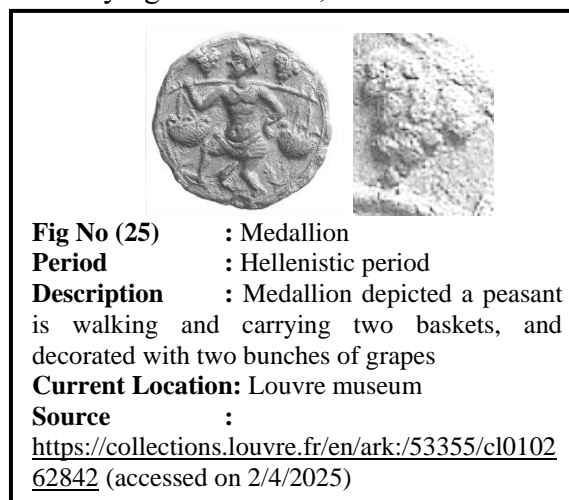 Fig No (25) : Medallion
Period : Hellenistic period
Description : Medallion depicted a peasant
is walking and carrying two baskets, and
decorated with two bunches of grapes
Current Location: Louvre museum
Source :
https://collections.louvre.fr/en/ark:/53355/cl0102
62842 (accessed on 2/4/2025)